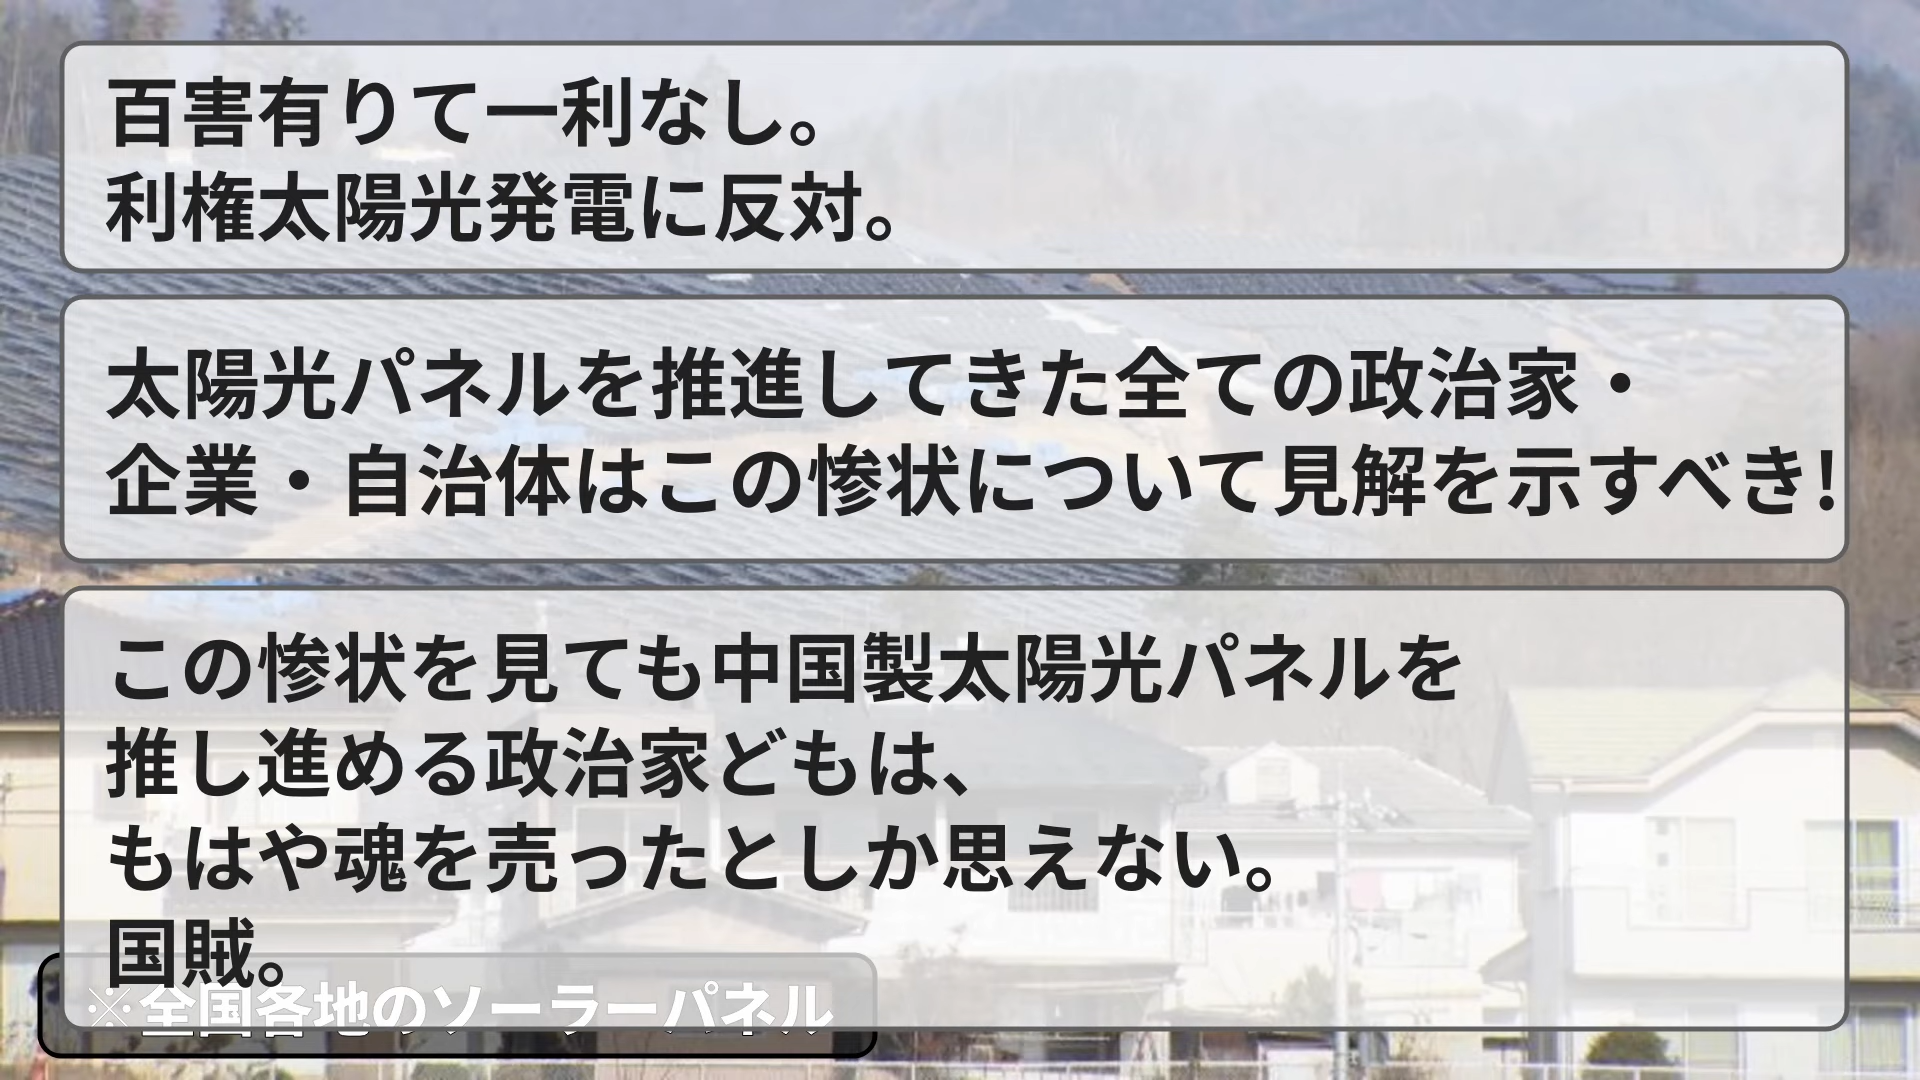 百害有りて一利なし。
利権太陽光発電に反対。
太陽光パネルを推進してきた全ての政治家・
企業・自治体はこの惨状について見解を示すべき!
この惨状を見ても中国製太陽光パネルを
推し進める政治家どもは、
もはや魂を売ったとしか思えない。
国賊。
※全国各地のソーラーパネル